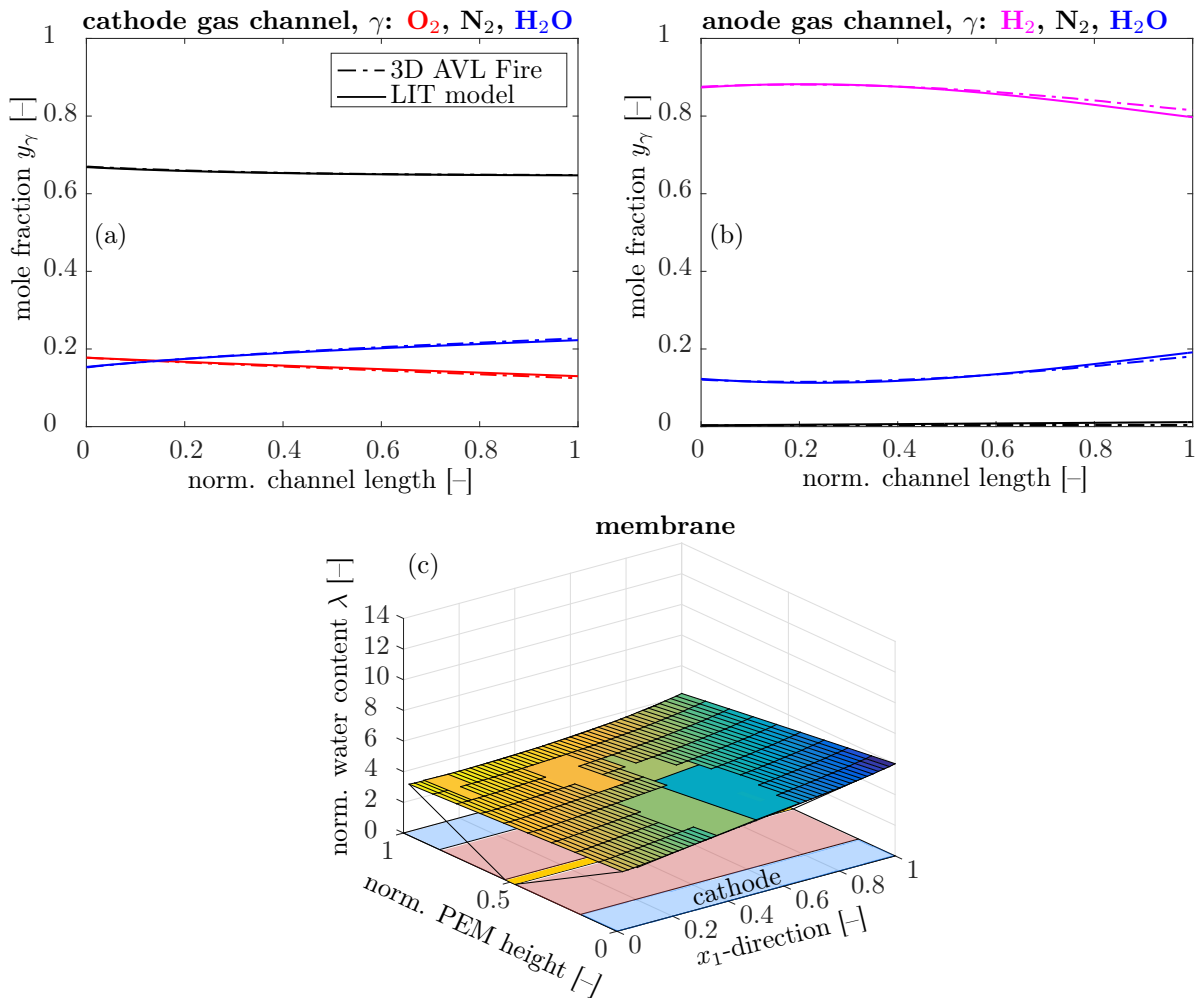 cathode gas channel, γ: O₂, N₂, H₂O
1
0.8
0.6
0.4
0.2
0
mole fraction yᵧ [–]
3D AVL Fire
LIT model
(a)
0
0.2
0.4
0.6
0.8
1
norm. channel length [–]
anode gas channel, γ: H₂, N₂, H₂O
1
0.8
0.6
0.4
0.2
0
mole fraction yᵧ [–]
(b)
0
0.2
0.4
0.6
0.8
1
norm. channel length [–]
membrane
(c)
norm. water content λ [–]
14
12
10
8
6
4
2
0
1
0.5
0
norm. PEM height [–]
cathode
0
0.2
0.4
0.6
0.8
1
x₁-direction [–]